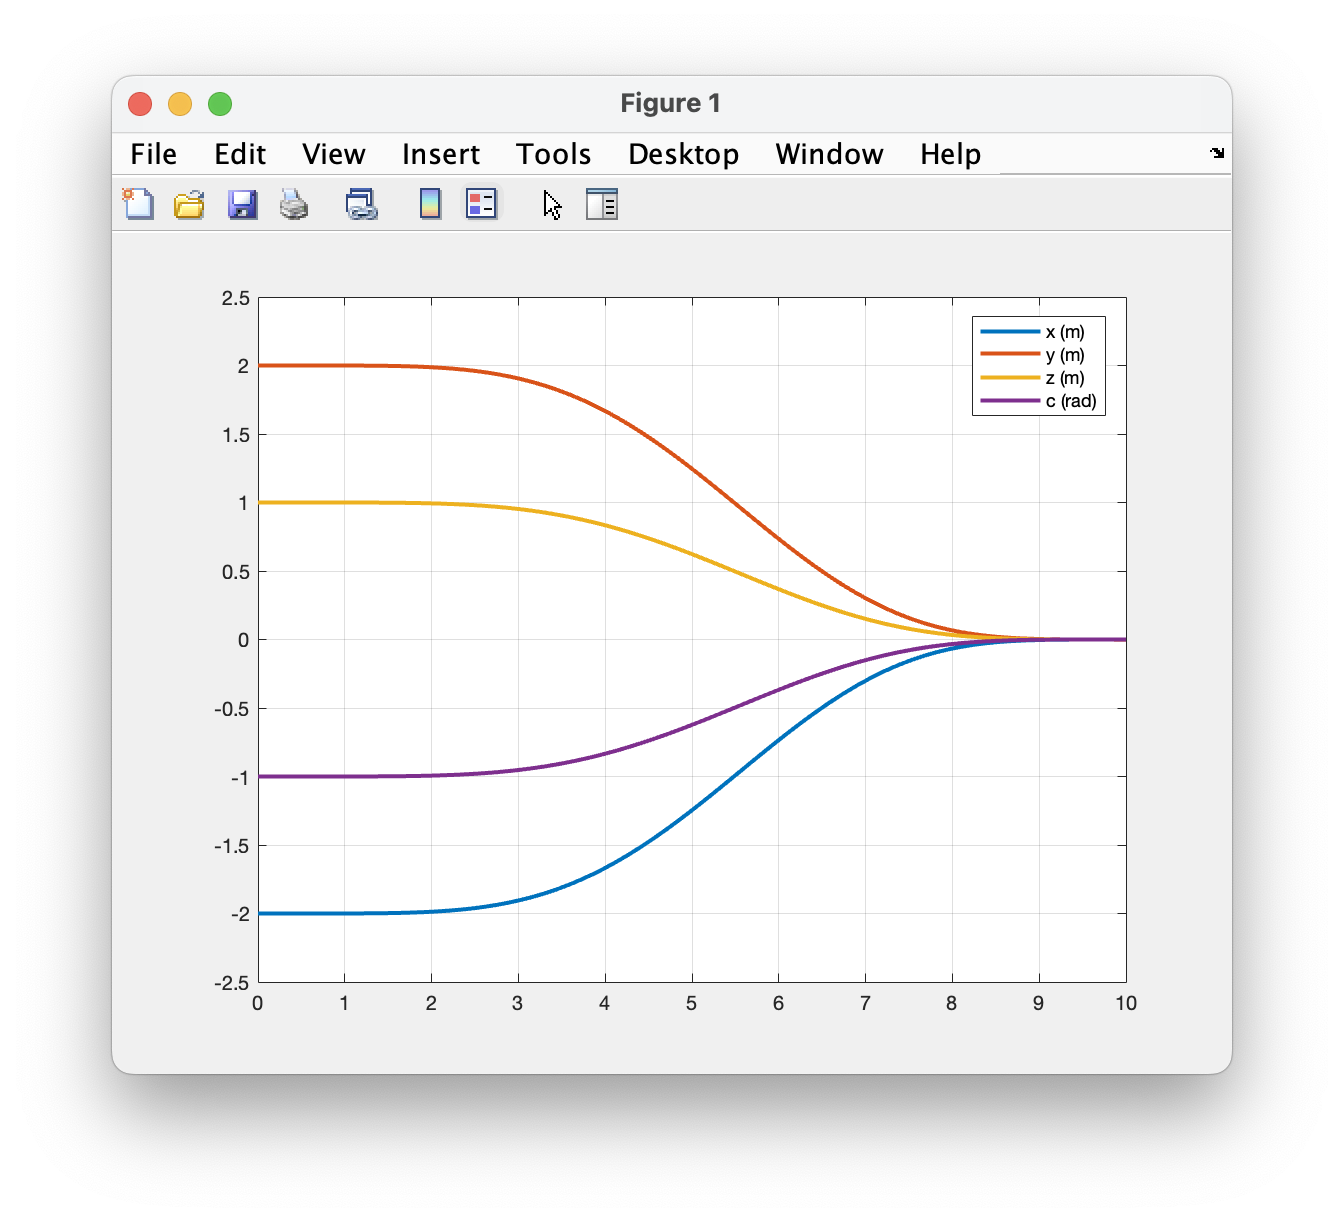 Figure 1
File Edit View Insert Tools Desktop Window Help
2.5
2
1.5
1
0.5
0
-0.5
-1
-1.5
-2
-2.5
x (m)
y (m)
z (m)
c (rad)
0 1 2 3 4 5 6 7 8 9 10